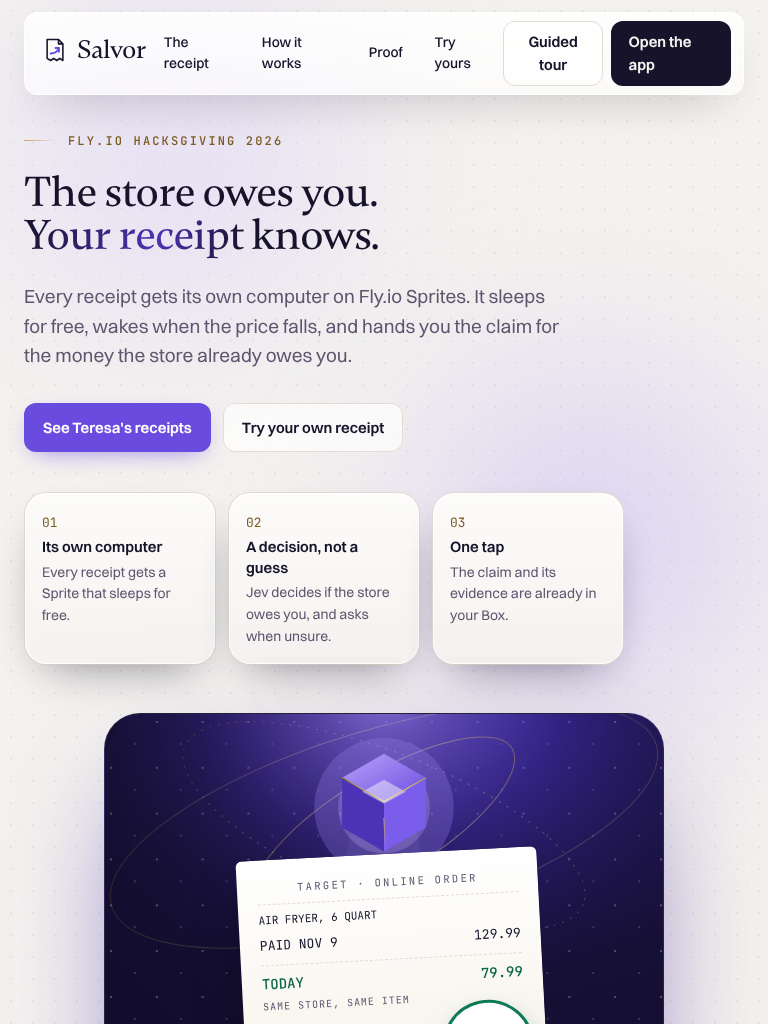 Salvor
The receipt
How it works
Proof
Try yours
Guided tour
Open the app
FLY.IO HACKSGIVING 2026
The store owes you.
Your receipt knows.
Every receipt gets its own computer on Fly.io Sprites. It sleeps
for free, wakes when the price falls, and hands you the claim for
the money the store already owes you.
See Teresa's receipts
Try your own receipt
01
Its own computer
Every receipt gets a
Sprite that sleeps for
free.
02
A decision, not a
guess
Jev decides if the store
owes you, and asks
when unsure.
03
One tap
The claim and its
evidence are already in
your Box.
TARGET · ONLINE ORDER
AIR FRYER, 6 QUART
PAID NOV 9 129.99
TODAY 79.99
SAME STORE, SAME ITEM